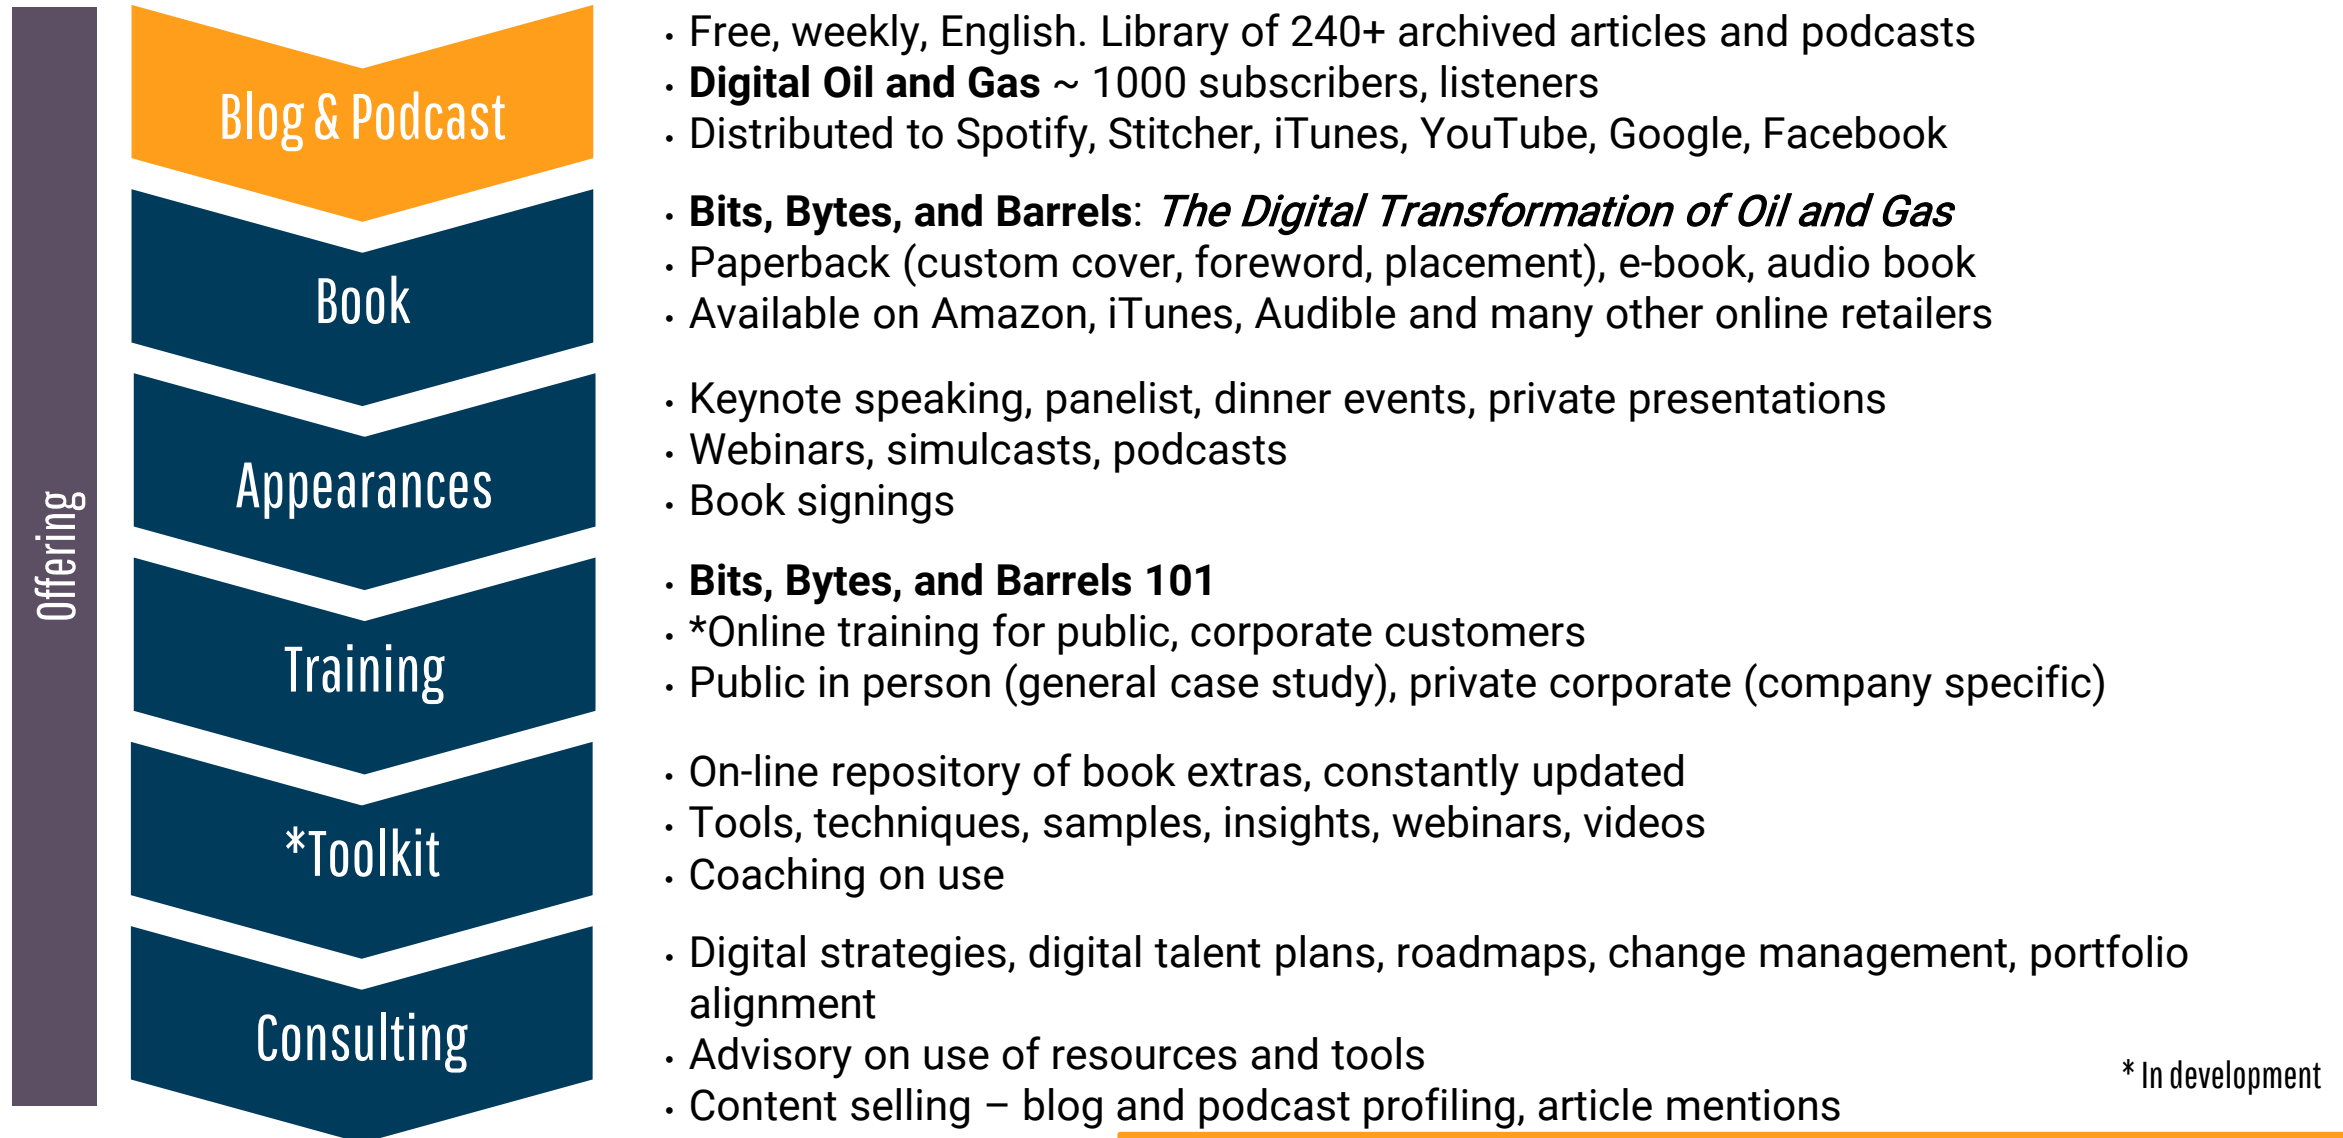 Offering
Blog & Podcast
• Free, weekly, English. Library of 240+ archived articles and podcasts
• Digital Oil and Gas ~ 1000 subscribers, listeners
• Distributed to Spotify, Stitcher, iTunes, YouTube, Google, Facebook
Book
• Bits, Bytes, and Barrels: The Digital Transformation of Oil and Gas
• Paperback (custom cover, foreword, placement), e-book, audio book
• Available on Amazon, iTunes, Audible and many other online retailers
Appearances
• Keynote speaking, panelist, dinner events, private presentations
• Webinars, simulcasts, podcasts
• Book signings
Training
• Bits, Bytes, and Barrels 101
• *Online training for public, corporate customers
• Public in person (general case study), private corporate (company specific)
*Toolkit
• On-line repository of book extras, constantly updated
• Tools, techniques, samples, insights, webinars, videos
• Coaching on use
Consulting
• Digital strategies, digital talent plans, roadmaps, change management, portfolio
alignment
• Advisory on use of resources and tools
• Content selling – blog and podcast profiling, article mentions
* In development